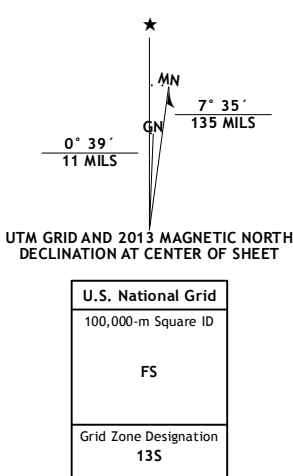 ★
MN
7° 35´
135 MILS
GN
0° 39´
11 MILS
UTM GRID AND 2013 MAGNETIC NORTH
DECLINATION AT CENTER OF SHEET
U.S. National Grid
100,000-m Square ID
FS
Grid Zone Designation
13S